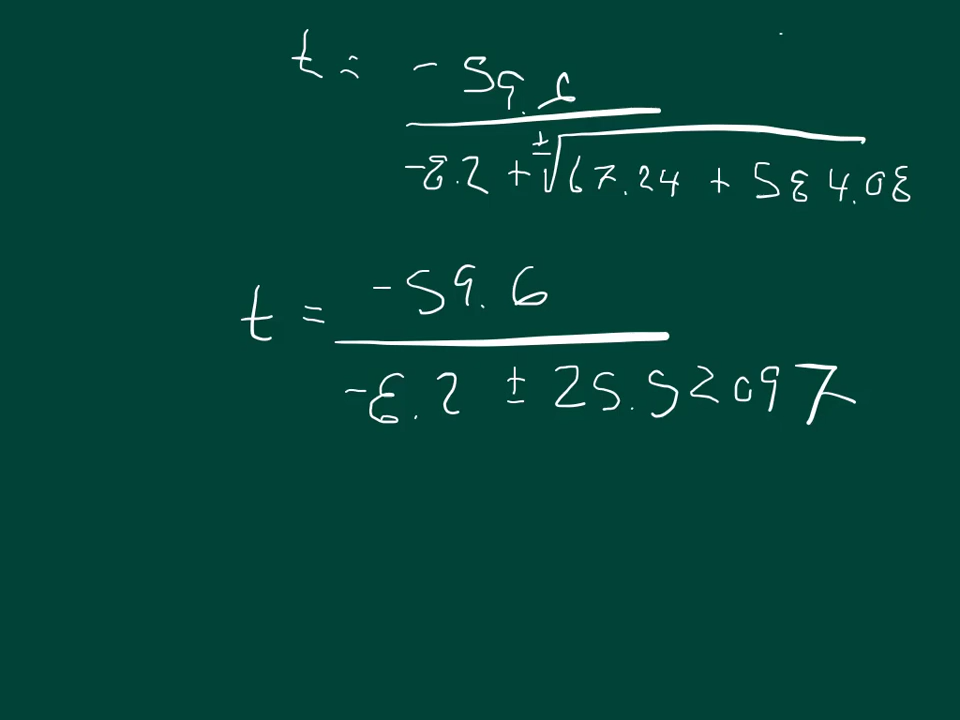 t = -59.6
-8.2 +± √67.24 + 584.08
t = -59.6
-8.2 ± 25.52097